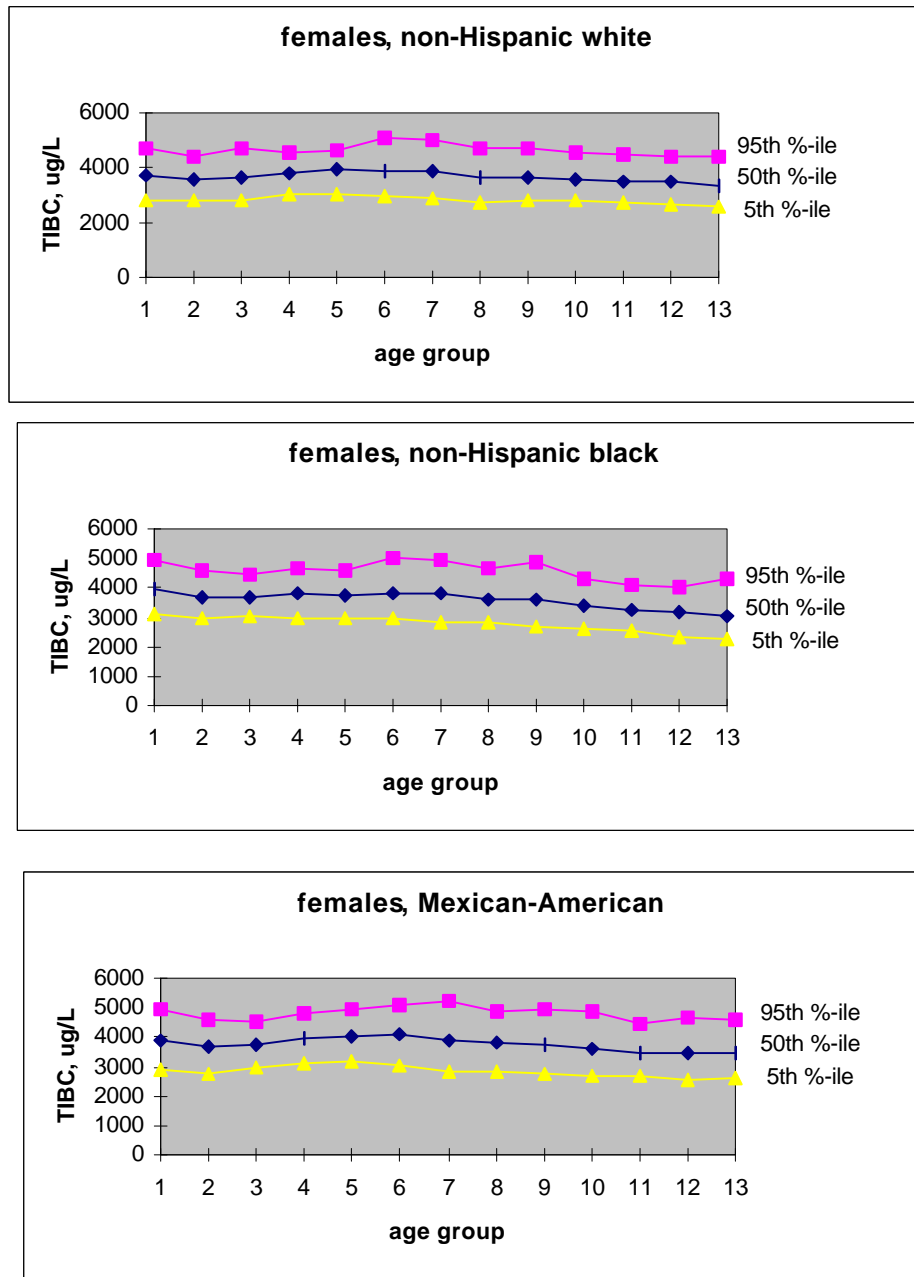 females, non-Hispanic white
6000
4000
2000
0
TIBC, ug/L
95th %-ile
50th %-ile
5th %-ile
1 2 3 4 5 6 7 8 9 10 11 12 13
age group
females, non-Hispanic black
6000
5000
4000
3000
2000
1000
0
TIBC, ug/L
95th %-ile
50th %-ile
5th %-ile
1 2 3 4 5 6 7 8 9 10 11 12 13
age group
females, Mexican-American
6000
5000
4000
3000
2000
1000
0
TIBC, ug/L
95th %-ile
50th %-ile
5th %-ile
1 2 3 4 5 6 7 8 9 10 11 12 13
age group